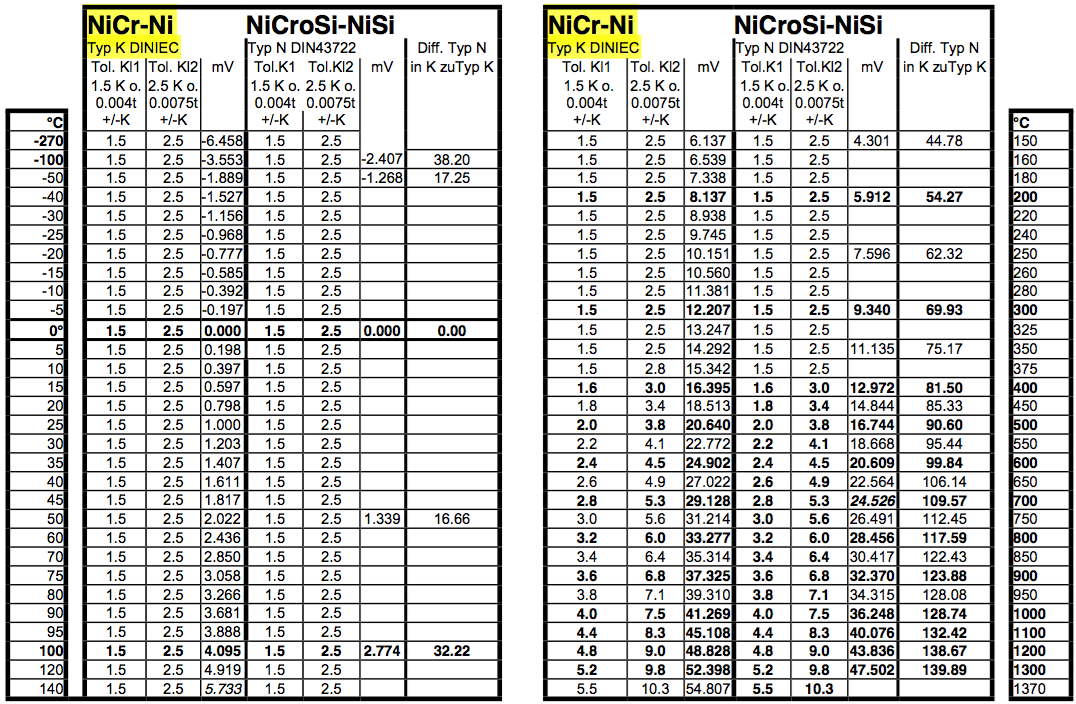 NiCr-Ni NiCroSi-NiSi NiCr-Ni NiCroSi-NiSi
Typ K DINIEC Typ N DIN43722 Diff. Typ N Typ K DINIEC Typ N DIN43722 Diff. Typ N
Tol. Kl1 Tol. Kl2 mV Tol.K1 Tol.Kl2 mV in K zuTyp K Tol. Kl1 Tol. Kl2 mV Tol.K1 Tol.Kl2 mV in K zuTyp K
1.5 K o. 2.5 K o. 1.5 K o. 2.5 K o. 1.5 K o. 2.5 K o. 1.5 K o. 2.5 K o.
0.004t 0.0075t 0.004t 0.0075t 0.004t 0.0075t 0.004t 0.0075t
°C +/-K +/-K +/-K +/-K +/-K +/-K +/-K +/-K °C
-270 1.5 2.5 -6.458 1.5 2.5 1.5 2.5 6.137 1.5 2.5 4.301 44.78 150
-100 1.5 2.5 -3.553 1.5 2.5 -2.407 38.20 1.5 2.5 6.539 1.5 2.5 160
-50 1.5 2.5 -1.889 1.5 2.5 -1.268 17.25 1.5 2.5 7.338 1.5 2.5 180
-40 1.5 2.5 -1.527 1.5 2.5 1.5 2.5 8.137 1.5 2.5 5.912 54.27 200
-30 1.5 2.5 -1.156 1.5 2.5 1.5 2.5 8.938 1.5 2.5 220
-25 1.5 2.5 -0.968 1.5 2.5 1.5 2.5 9.745 1.5 2.5 240
-20 1.5 2.5 -0.777 1.5 2.5 1.5 2.5 10.151 1.5 2.5 7.596 62.32 250
-15 1.5 2.5 -0.585 1.5 2.5 1.5 2.5 10.560 1.5 2.5 260
-10 1.5 2.5 -0.392 1.5 2.5 1.5 2.5 11.381 1.5 2.5 280
-5 1.5 2.5 -0.197 1.5 2.5 1.5 2.5 12.207 1.5 2.5 9.340 69.93 300
0° 1.5 2.5 0.000 1.5 2.5 0.000 0.00 1.5 2.5 13.247 1.5 2.5 325
5 1.5 2.5 0.198 1.5 2.5 1.5 2.5 14.292 1.5 2.5 11.135 75.17 350
10 1.5 2.5 0.397 1.5 2.5 1.5 2.8 15.342 1.5 2.5 375
15 1.5 2.5 0.597 1.5 2.5 1.6 3.0 16.395 1.6 3.0 12.972 81.50 400
20 1.5 2.5 0.798 1.5 2.5 1.8 3.4 18.513 1.8 3.4 14.844 85.33 450
25 1.5 2.5 1.000 1.5 2.5 2.0 3.8 20.640 2.0 3.8 16.744 90.60 500
30 1.5 2.5 1.203 1.5 2.5 2.2 4.1 22.772 2.2 4.1 18.668 95.44 550
35 1.5 2.5 1.407 1.5 2.5 2.4 4.5 24.902 2.4 4.5 20.609 99.84 600
40 1.5 2.5 1.611 1.5 2.5 2.6 4.9 27.022 2.6 4.9 22.564 106.14 650
45 1.5 2.5 1.817 1.5 2.5 2.8 5.3 29.128 2.8 5.3 24.526 109.57 700
50 1.5 2.5 2.022 1.5 2.5 1.339 16.66 3.0 5.6 31.214 3.0 5.6 26.491 112.45 750
60 1.5 2.5 2.436 1.5 2.5 3.2 6.0 33.277 3.2 6.0 28.456 117.59 800
70 1.5 2.5 2.850 1.5 2.5 3.4 6.4 35.314 3.4 6.4 30.417 122.43 850
75 1.5 2.5 3.058 1.5 2.5 3.6 6.8 37.325 3.6 6.8 32.370 123.88 900
80 1.5 2.5 3.266 1.5 2.5 3.8 7.1 39.310 3.8 7.1 34.315 128.08 950
90 1.5 2.5 3.681 1.5 2.5 4.0 7.5 41.269 4.0 7.5 36.248 128.74 1000
95 1.5 2.5 3.888 1.5 2.5 4.4 8.3 45.108 4.4 8.3 40.076 132.42 1100
100 1.5 2.5 4.095 1.5 2.5 2.774 32.22 4.8 9.0 48.828 4.8 9.0 43.836 138.67 1200
120 1.5 2.5 4.919 1.5 2.5 5.2 9.8 52.398 5.2 9.8 47.502 139.89 1300
140 1.5 2.5 5.733 1.5 2.5 5.5 10.3 54.807 5.5 10.3 1370